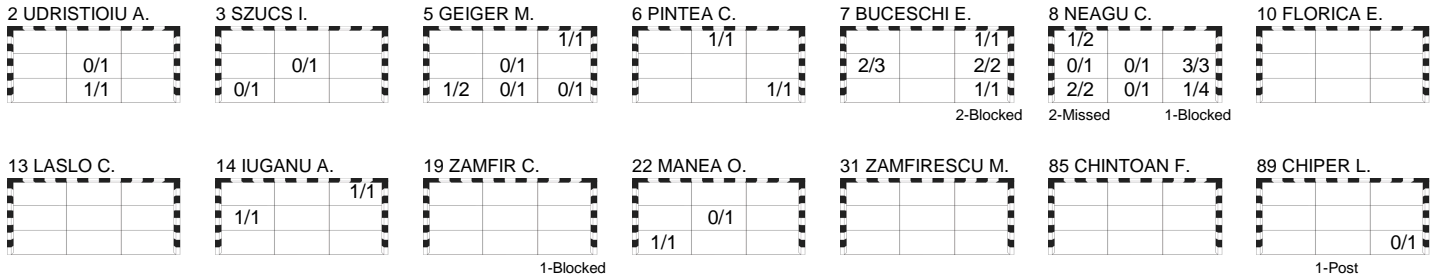 2 UDRISTIOIU A. 3 SZUCS I. 5 GEIGER M. 6 PINTEA C. 7 BUCESCHI E. 8 NEAGU C. 10 FLORICA E.
1/1 1/1 1/1 1/2
0/1 0/1 0/1 2/3 2/2 0/1 0/1 3/3
1/1 0/1 1/2 0/1 0/1 1/1 1/1 2/2 0/1 1/4
2-Blocked 2-Missed 1-Blocked
13 LASLO C. 14 IUGANU A. 19 ZAMFIR C. 22 MANEA O. 31 ZAMFIRESCU M. 85 CHINTOAN F. 89 CHIPER L.
1/1
1/1 0/1
1/1 0/1
1-Blocked 1-Post